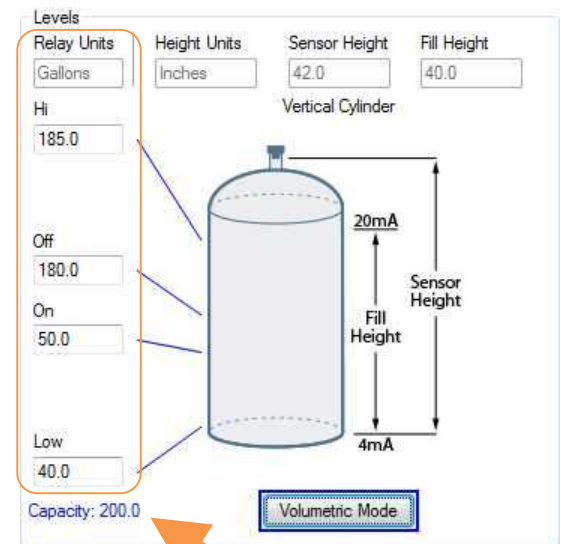 Levels
Relay Units Height Units Sensor Height Fill Height
Gallons Inches 42.0 40.0
Hi Vertical Cylinder
185.0
20mA
Off
180.0
Sensor
Height
On
Fill
Height
50.0
Low
4mA
40.0
Capacity: 200.0 Volumetric Mode